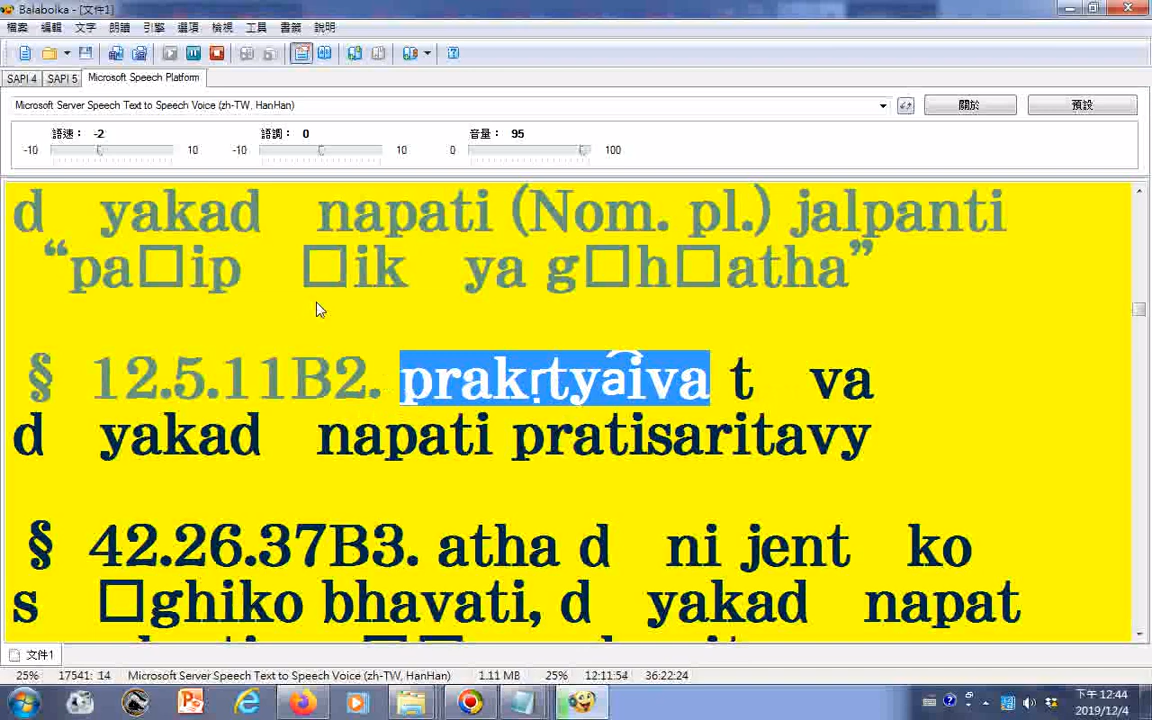 Balabolka - [文件1]
檔案 編輯 文字 朗讀 引擎 選項 檢視 工具 書籤 說明
SAPI 4 SAPI 5 Microsoft Speech Platform
Microsoft Server Speech Text to Speech Voice (zh-TW, HanHan) 關於 預設
語速: -2 語調: 0 音量: 95
-10 10 -10 10 0 100
d yakad napati (Nom. pl.) jalpanti
“pa□ip □ik ya g□h□atha”
§ 12.5.11B2. prakṛtyâiva t va
d yakad napati pratisaritavy
§ 42.26.37B3. atha d ni jent ko
s □ghiko bhavati, d yakad napat
文件1
25% 17541: 14 Microsoft Server Speech Text to Speech Voice (zh-TW, HanHan) 1.11 MB 25% 12:11:54 36:22:24
下午 12:44
2019/12/4